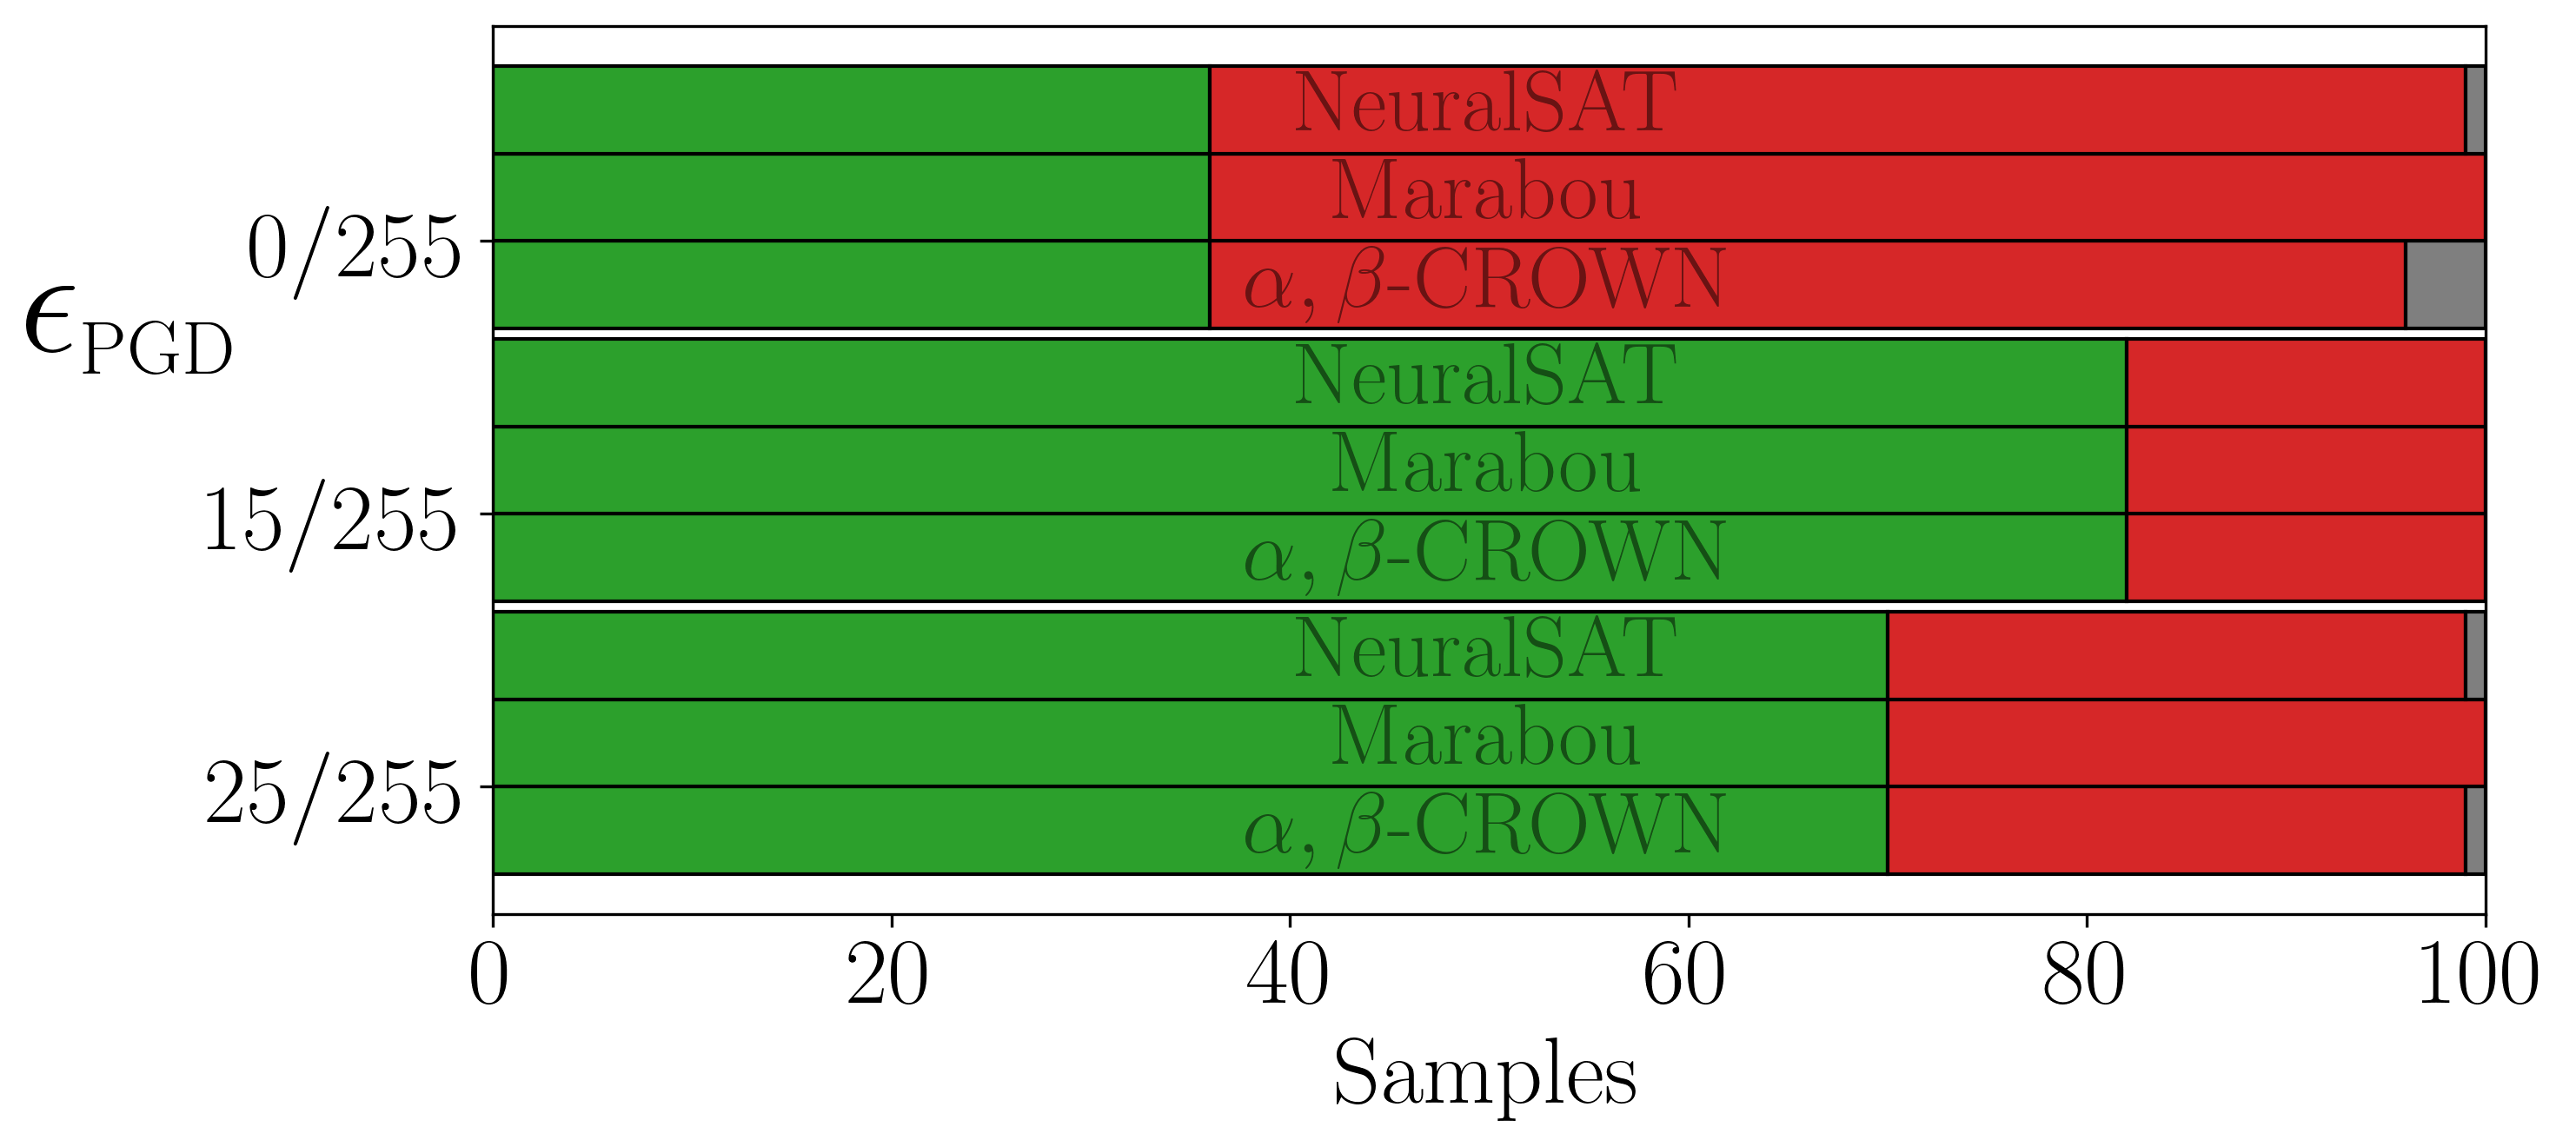 ϵPGD
0/255
NeuralSAT
Marabou
α, β-CROWN
15/255
NeuralSAT
Marabou
α, β-CROWN
25/255
NeuralSAT
Marabou
α, β-CROWN
0 20 40 60 80 100
Samples